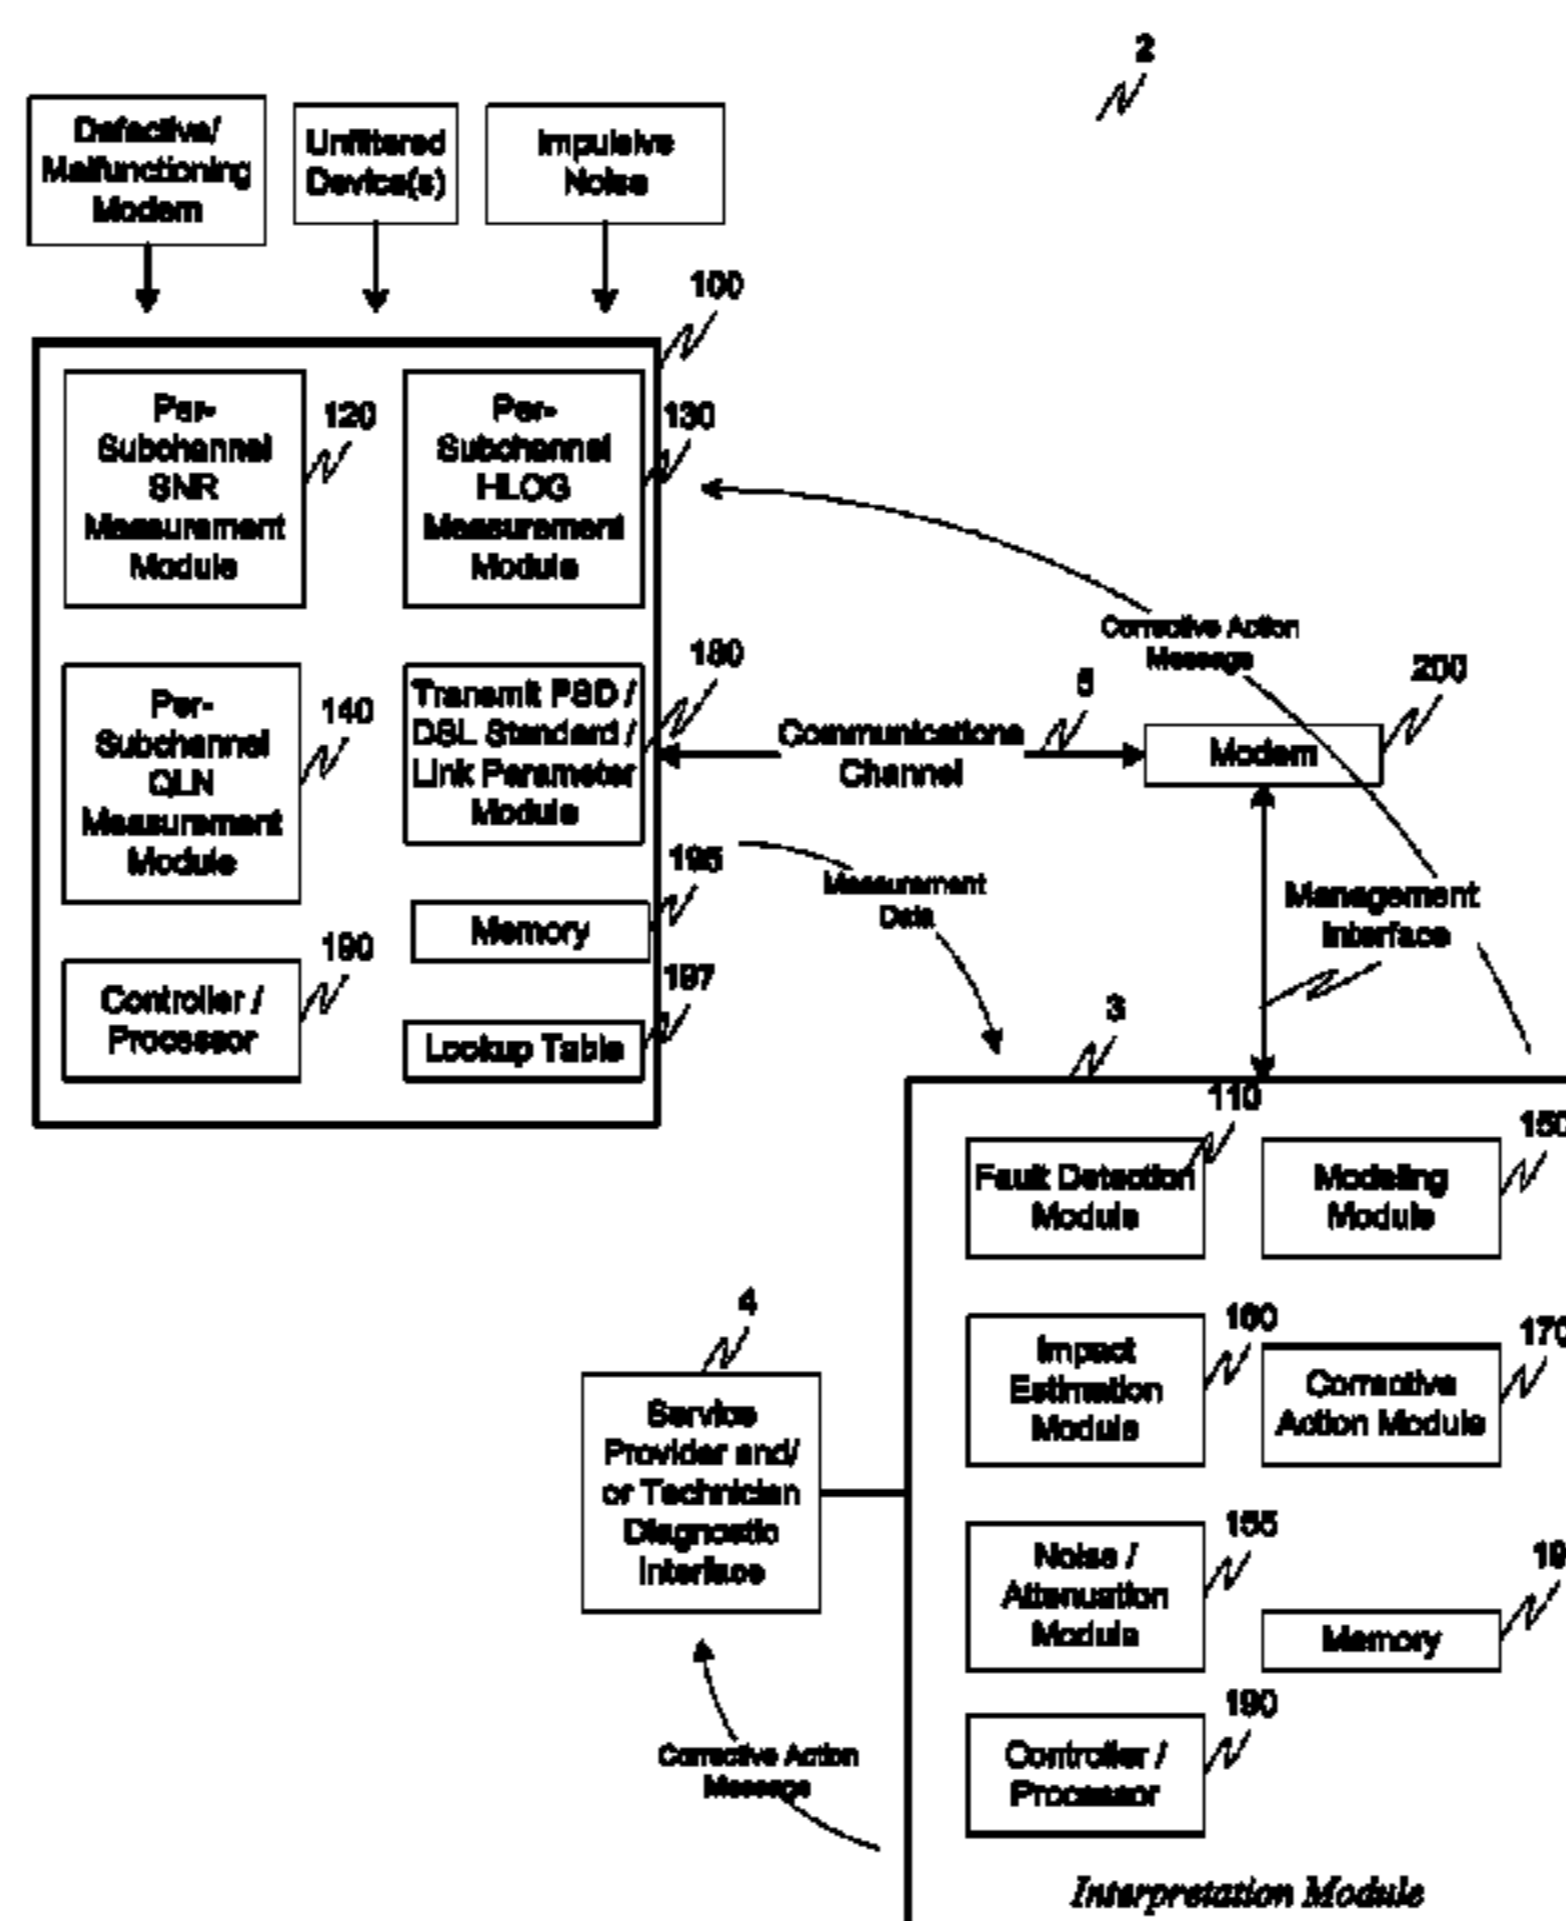 2
Defective/
Malfunctioning
Modem
Unfiltered
Device(s)
Impulsive
Noise
100
Per-
Subchannel
SNR
Measurement
Module
120
Per-
Subchannel
HLOG
Measurement
Module
130
Per-
Subchannel
QLN
Measurement
Module
140
Transmit PSD /
DSL Standard /
Link Parameter
Module
180
Memory
195
Controller /
Processor
190
Lookup Table
197
Communications
Channel
5
Corrective Action
Message
Modem
200
Measurement
Data
Management
Interface
3
110
Fault Detection
Module
Modeling
Module
150
Impact
Estimation
Module
160
Corrective
Action Module
170
Noise /
Attenuation
Module
155
Memory
Controller /
Processor
190
Interpretation Module
4
Service
Provider and/
or Technician
Diagnostic
Interface
Corrective Action
Message